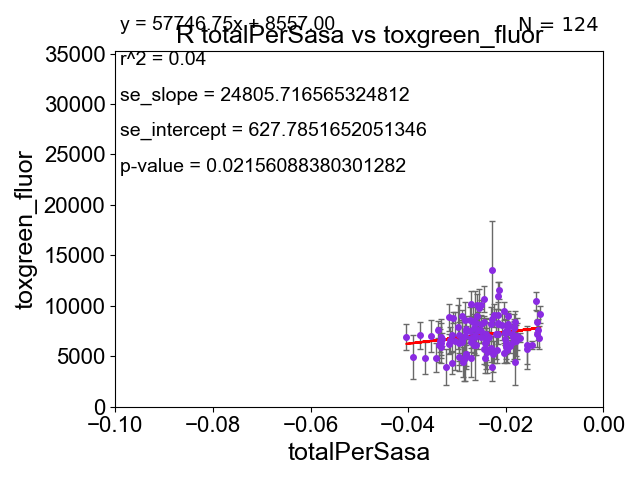 y = 57746.75x + 8557.00
N = 124
R totalPerSasa vs toxgreen_fluor
r^2 = 0.04
se_slope = 24805.716565324812
se_intercept = 627.7851652051346
p-value = 0.02156088380301282
35000
30000
25000
20000
15000
10000
5000
0
toxgreen_fluor
−0.10 −0.08 −0.06 −0.04 −0.02 0.00
totalPerSasa